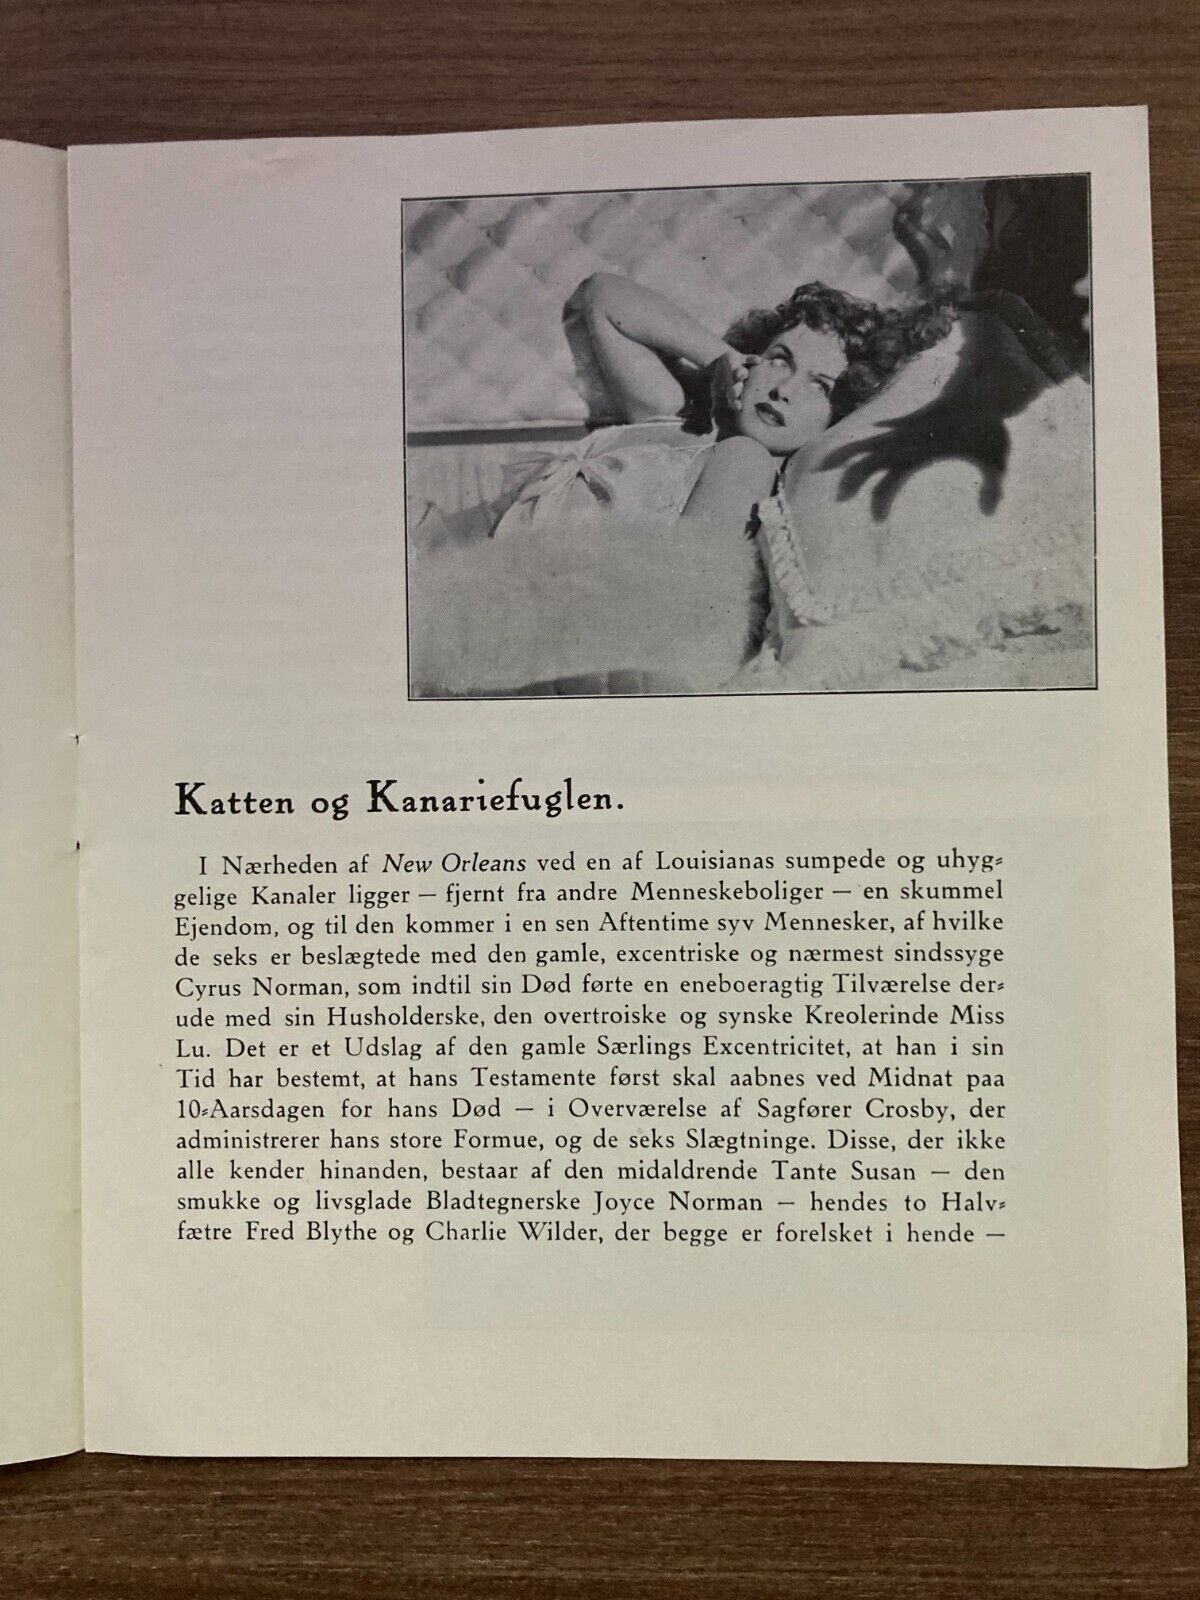 Katten og Kanariefuglen.
I Nærheden af New Orleans ved en af Louisianas sumpede og uhyg⸗
gelige Kanaler ligger — fjernt fra andre Menneskeboliger — en skummel
Ejendom, og til den kommer i en sen Aftentime syv Mennesker, af hvilke
de seks er beslægtede med den gamle, excentriske og nærmest sindssyge
Cyrus Norman, som indtil sin Død førte en eneboeragtig Tilværelse der⸗
ude med sin Husholderske, den overtroiske og synske Kreolerinde Miss
Lu. Det er et Udslag af den gamle Særlings Excentricitet, at han i sin
Tid har bestemt, at hans Testamente først skal aabnes ved Midnat paa
10⸗Aarsdagen for hans Død — i Overværelse af Sagfører Crosby, der
administrerer hans store Formue, og de seks Slægtninge. Disse, der ikke
alle kender hinanden, bestaar af den midaldrende Tante Susan — den
smukke og livsglade Bladtegnerske Joyce Norman — hendes to Halv⸗
fætre Fred Blythe og Charlie Wilder, der begge er forelsket i hende —